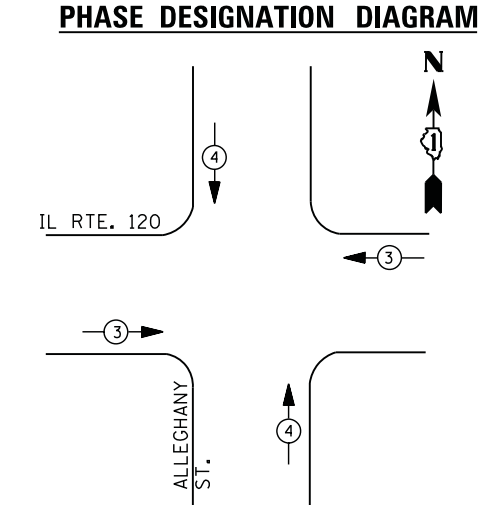 PHASE DESIGNATION DIAGRAM
N
1
4
IL RTE. 120
3
3
ALLEGHANY
ST.
4